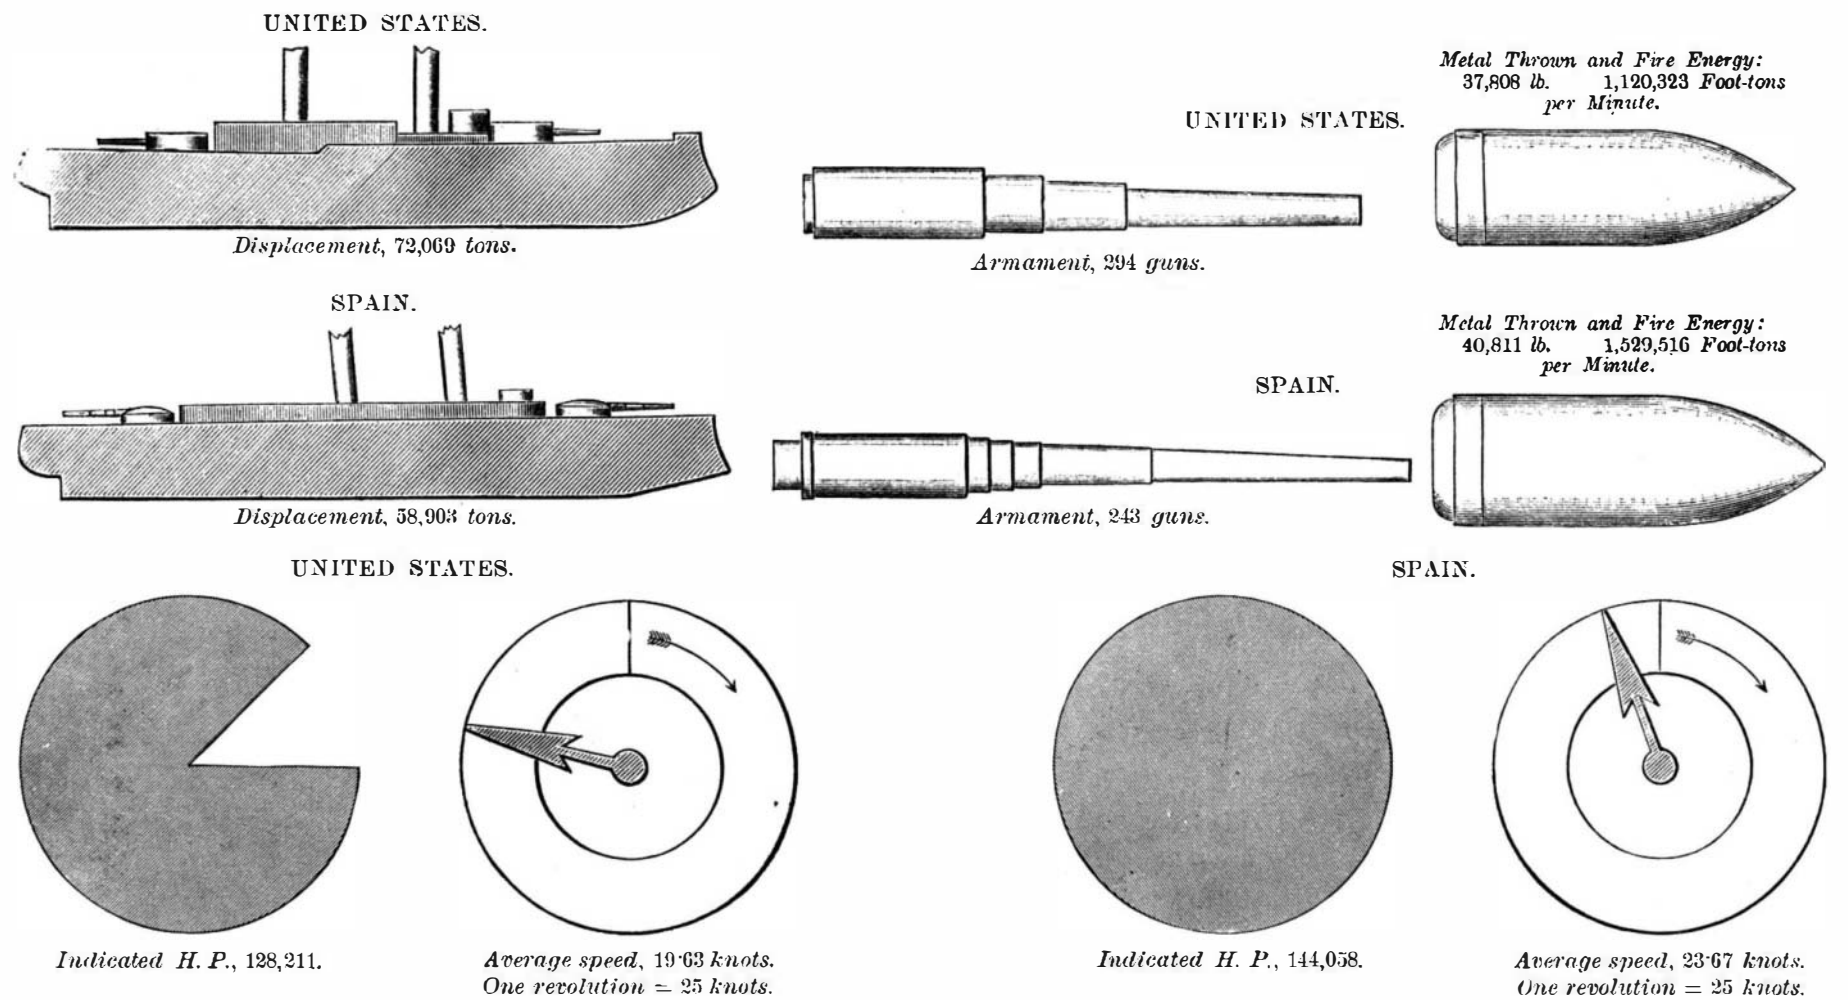 UNITED STATES.
Displacement, 72,069 tons.
UNITED STATES.
Armament, 294 guns.
Metal Thrown and Fire Energy:
37,808 lb. 1,120,323 Foot-tons
per Minute.
SPAIN.
Displacement, 58,903 tons.
SPAIN.
Armament, 243 guns.
Metal Thrown and Fire Energy:
40,811 lb. 1,529,516 Foot-tons
per Minute.
UNITED STATES.
Indicated H. P., 128,211.
Average speed, 19·63 knots.
One revolution = 25 knots.
SPAIN.
Indicated H. P., 144,058.
Average speed, 23·67 knots.
One revolution = 25 knots.